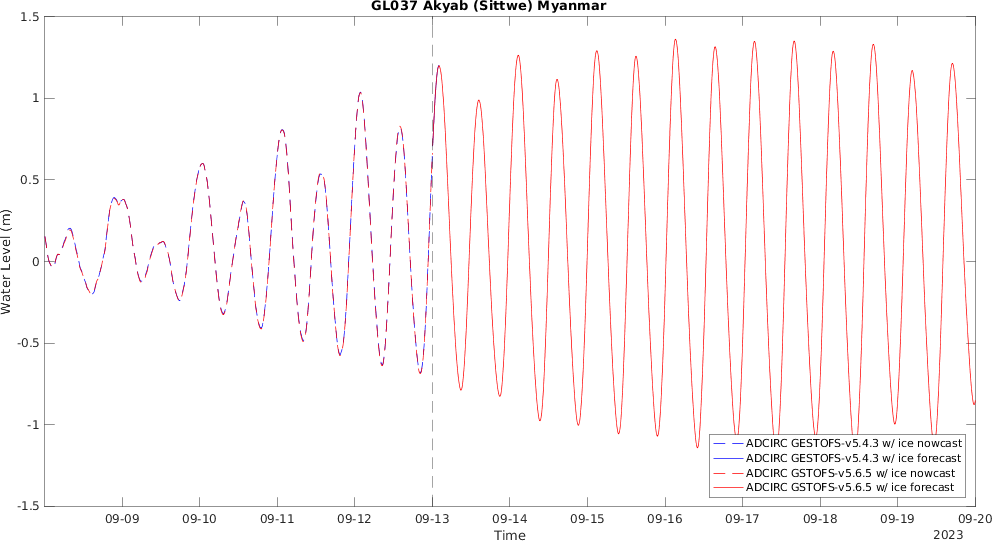 GL037 Akyab (Sittwe) Myanmar
Water Level (m)
1.5
1
0.5
0
-0.5
-1
-1.5
09-09
09-10
09-11
09-12
09-13
09-14
09-15
09-16
09-17
09-18
09-19
09-20
Time
2023
ADCIRC GESTOFS-v5.4.3 w/ ice nowcast
ADCIRC GESTOFS-v5.4.3 w/ ice forecast
ADCIRC GSTOFS-v5.6.5 w/ ice nowcast
ADCIRC GSTOFS-v5.6.5 w/ ice forecast